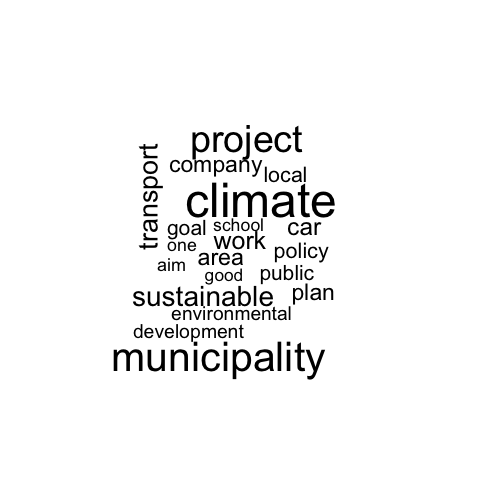 project
transport
company
local
climate
goal school car
one work
area policy
aim
good public
sustainable plan
environmental
development
municipality